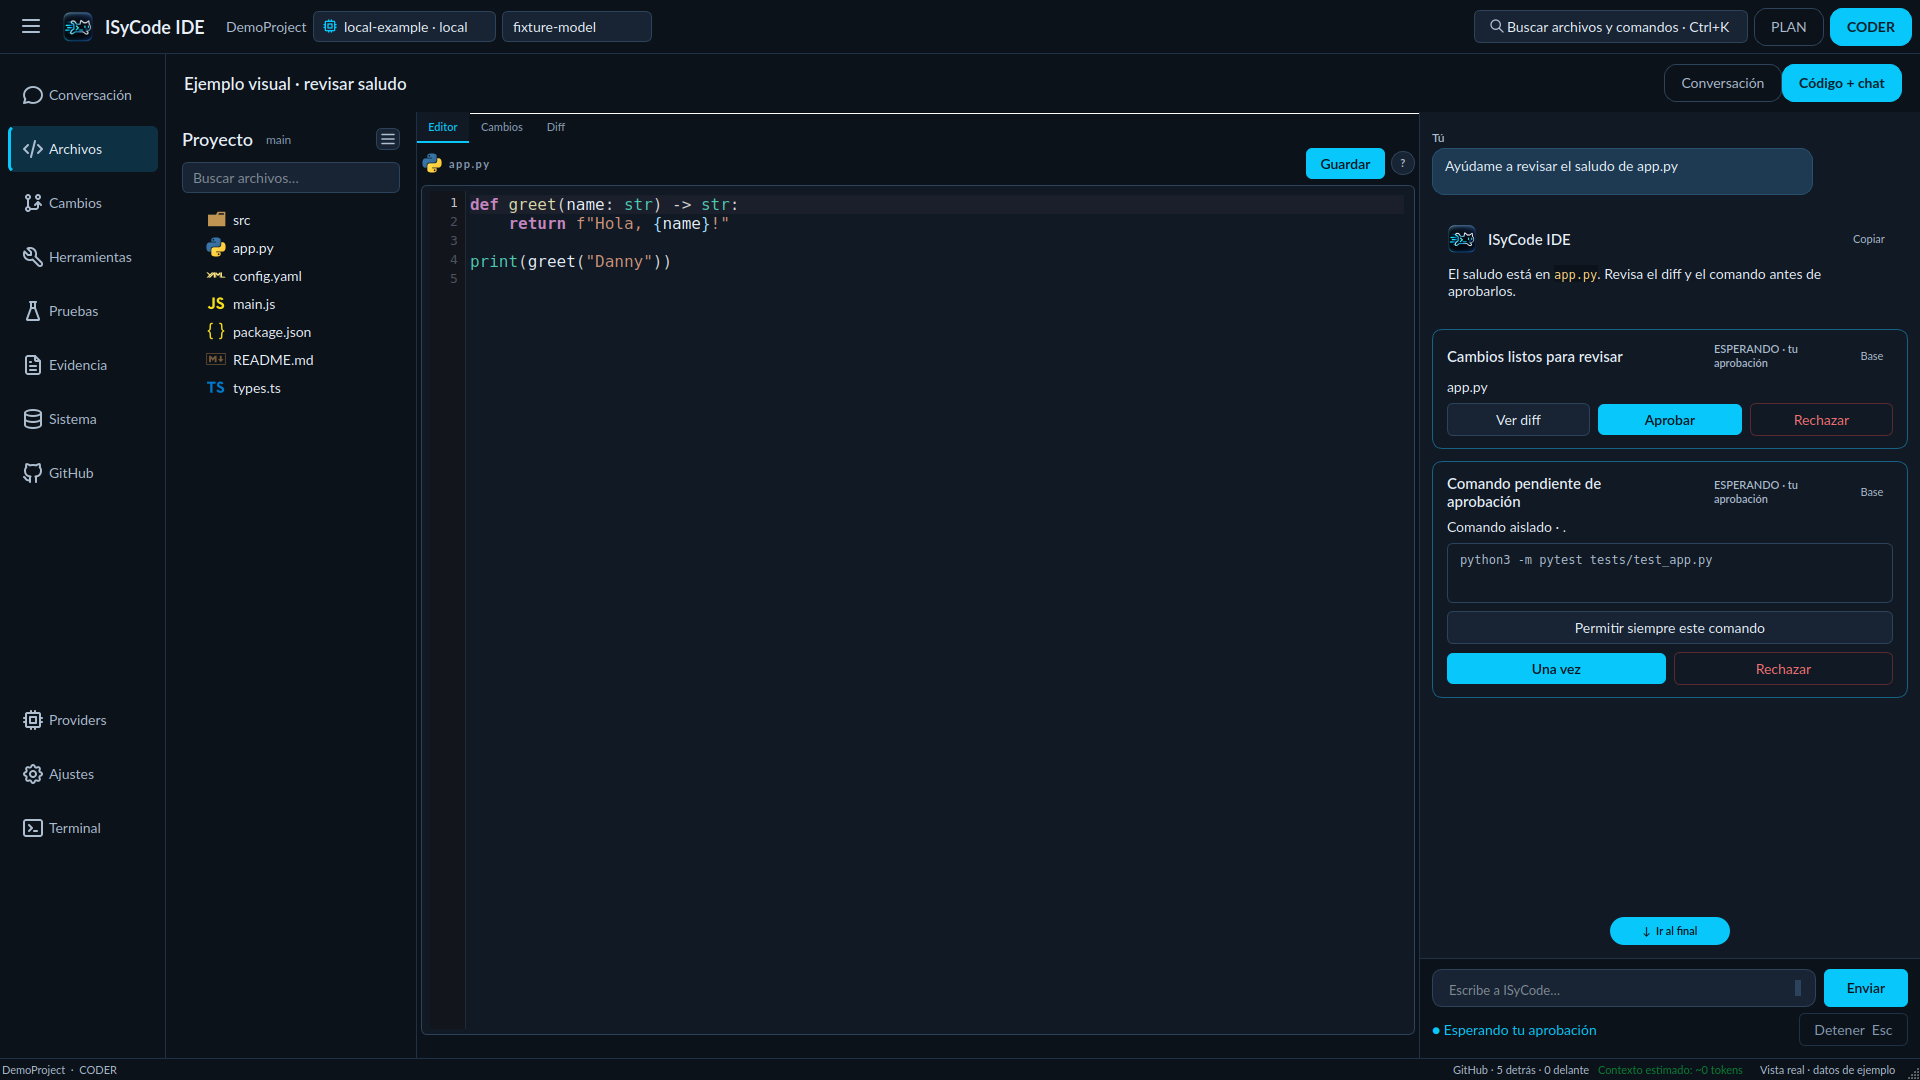 ISyCode IDE
DemoProject
local-example · local
fixture-model
Buscar archivos y comandos · Ctrl+K
PLAN
CODER
Conversación
Archivos
Cambios
Herramientas
Pruebas
Evidencia
Sistema
GitHub
Providers
Ajustes
Terminal
Ejemplo visual · revisar saludo
Conversación
Código + chat
Proyecto main
Buscar archivos...
src
app.py
config.yaml
JS main.js
{ } package.json
README.md
TS types.ts
Editor
Cambios
Diff
app.py
Guardar
?
1 def greet(name: str) -> str:
2     return f"Hola, {name}!"
3
4 print(greet("Danny"))
5
Tú
Ayúdame a revisar el saludo de app.py
ISyCode IDE
Copiar
El saludo está en app.py. Revisa el diff y el comando antes de
aprobarlos.
Cambios listos para revisar
ESPERANDO · tu
aprobación
Base
app.py
Ver diff
Aprobar
Rechazar
Comando pendiente de
aprobación
ESPERANDO · tu
aprobación
Base
Comando aislado · .
python3 -m pytest tests/test_app.py
Permitir siempre este comando
Una vez
Rechazar
↓ Ir al final
Escribe a ISyCode...
Enviar
● Esperando tu aprobación
Detener Esc
DemoProject · CODER
GitHub · 5 detrás · 0 delante
Contexto estimado: ~0 tokens
Vista real · datos de ejemplo